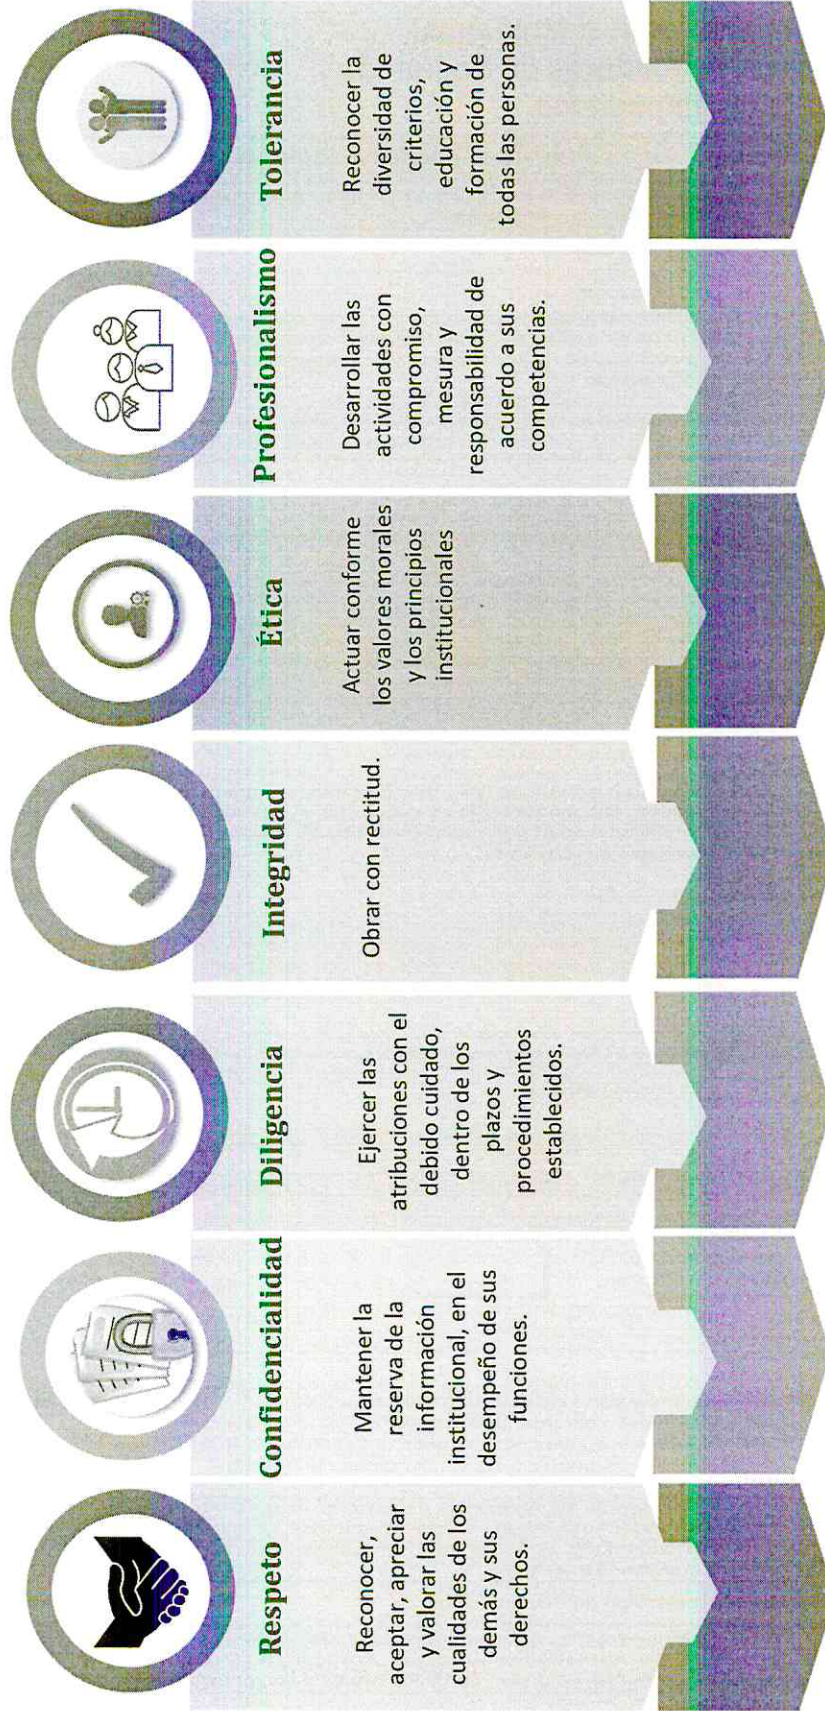 Respeto
Reconocer,
aceptar, apreciar
y valorar las
cualidades de los
demás y sus
derechos.
Confidencialidad
Mantener la
reserva de la
información
institucional, en el
desempeño de sus
funciones.
Diligencia
Ejercer las
atribuciones con el
debido cuidado,
dentro de los
plazos y
procedimientos
establecidos.
Integridad
Obrar con rectitud.
Ética
Actuar conforme
los valores morales
y los principios
institucionales
Profesionalismo
Desarrollar las
actividades con
compromiso,
mesura y
responsabilidad de
acuerdo a sus
competencias.
Tolerancia
Reconocer la
diversidad de
criterios,
educación y
formación de
todas las personas.